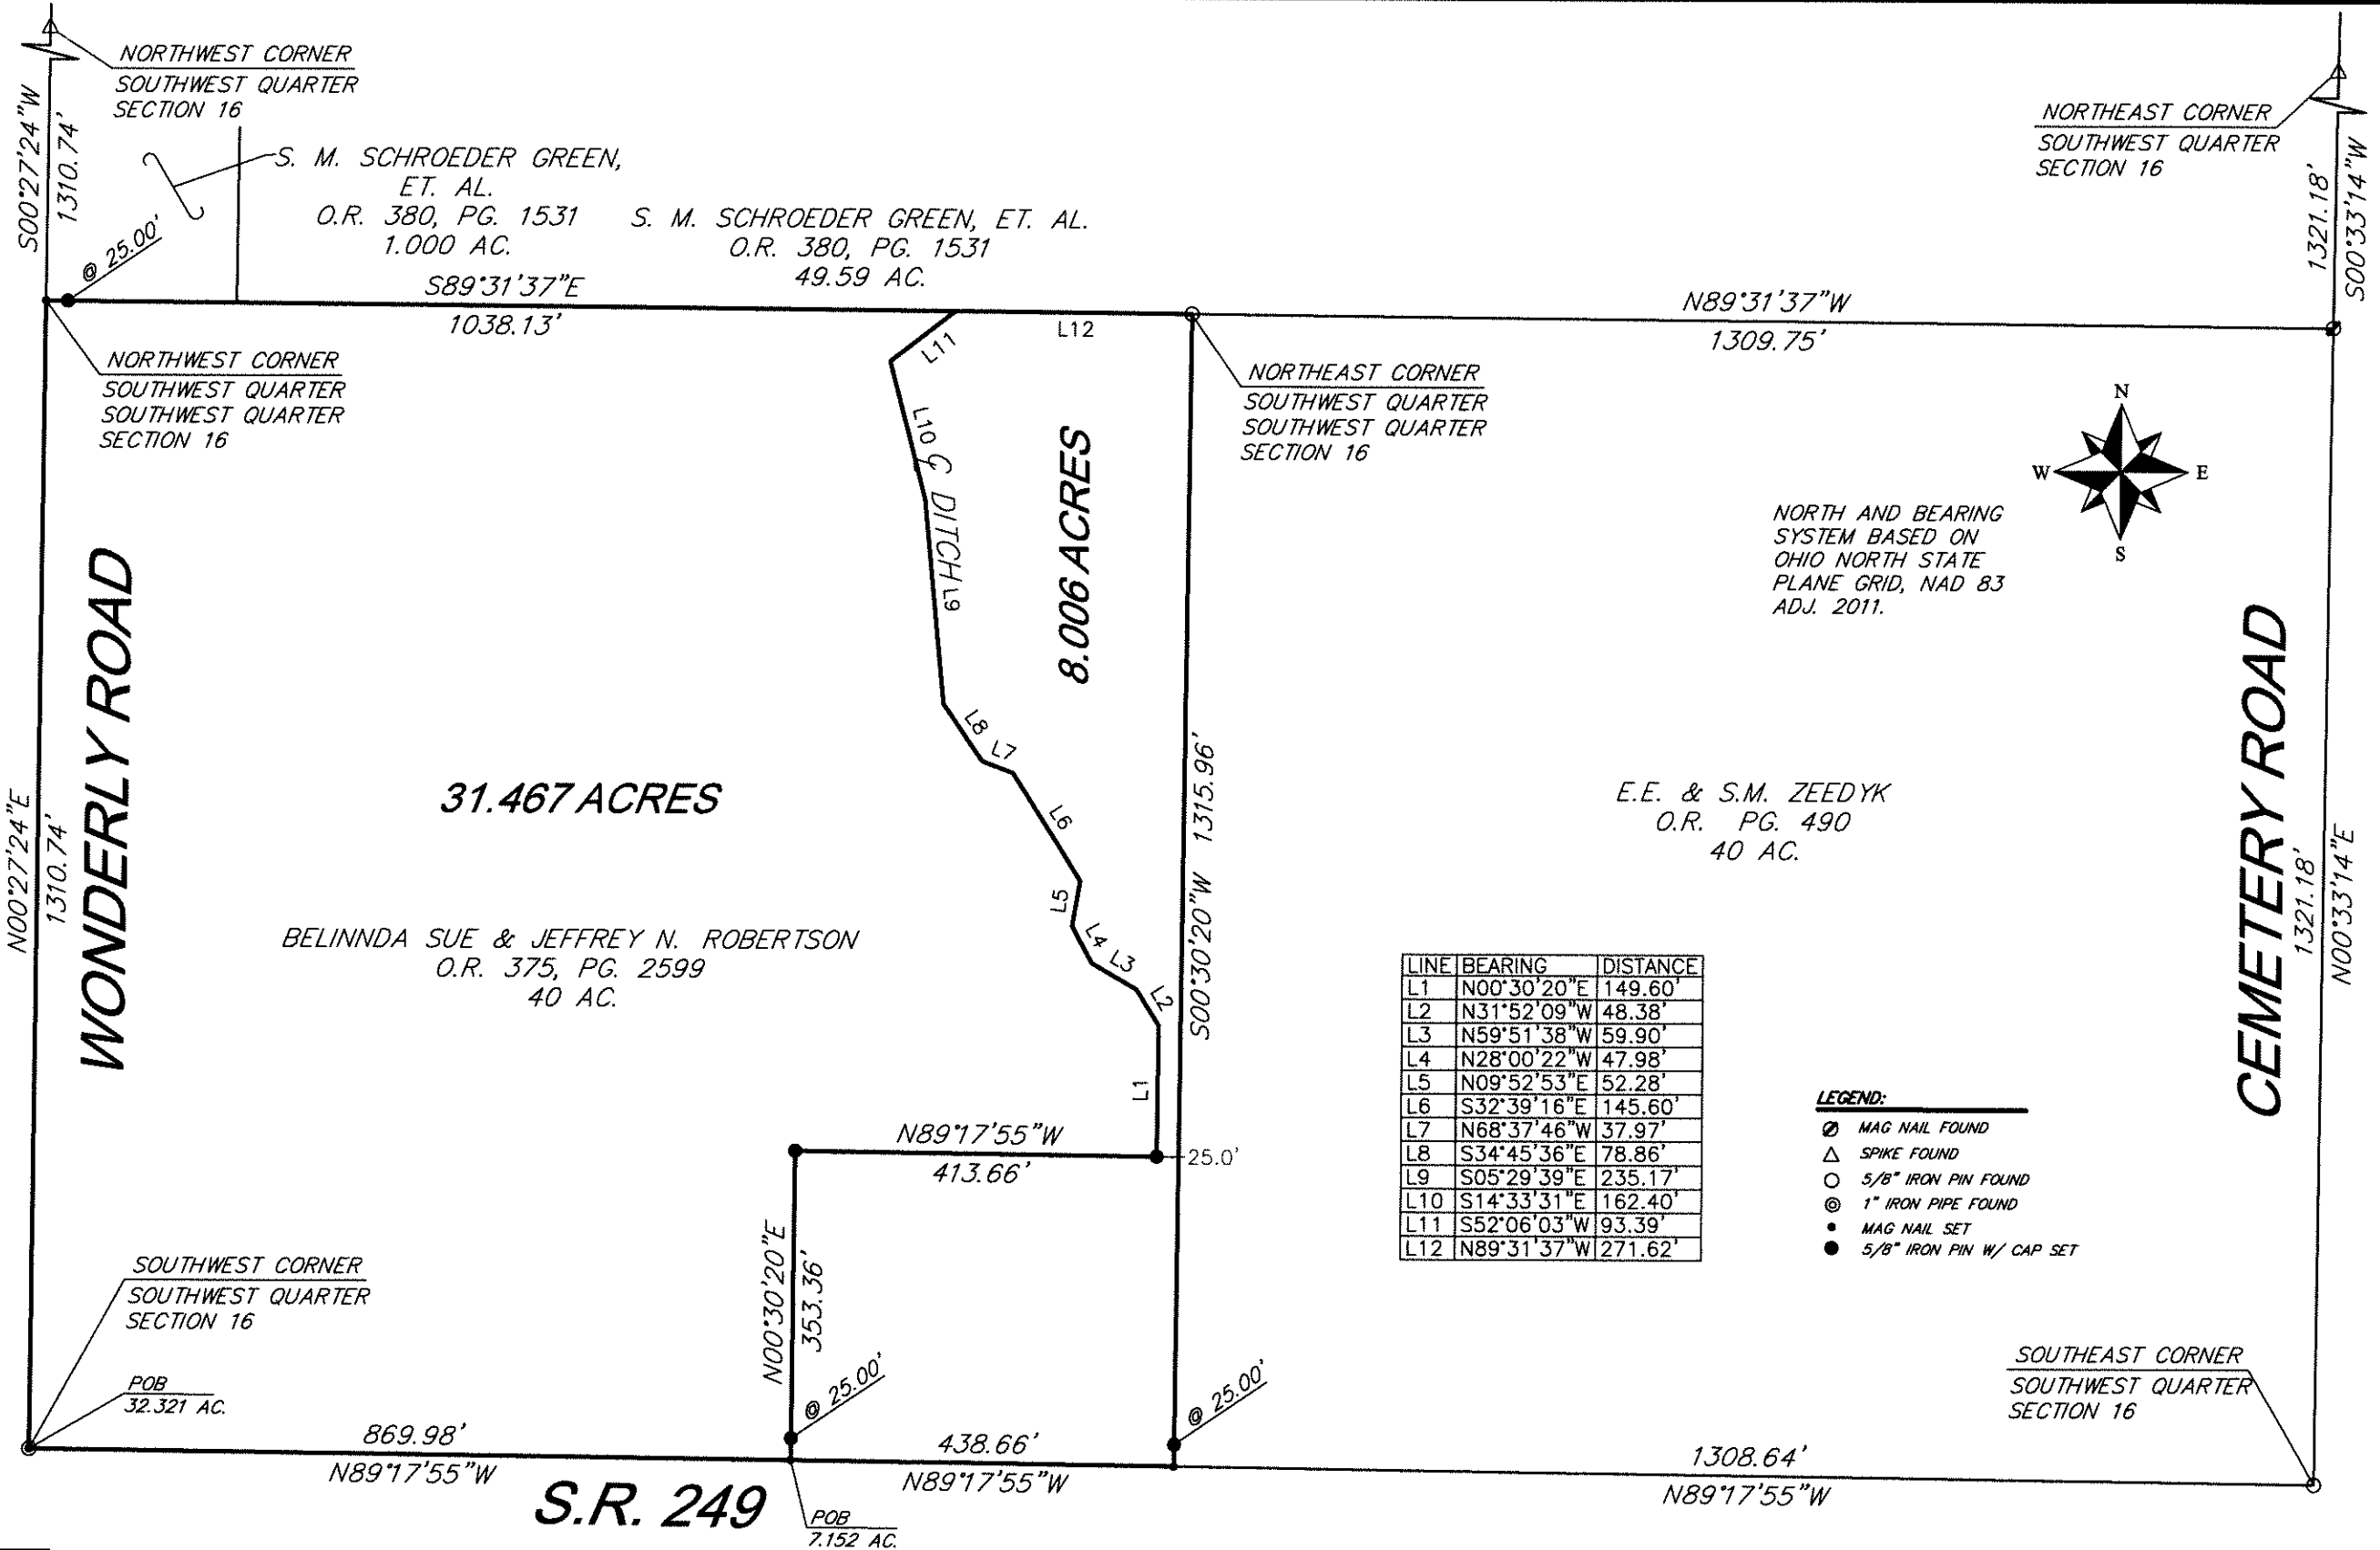 NORTHWEST CORNER
SOUTHWEST QUARTER
SECTION 16
S00°27'24"W
1310.74'
@ 25.00'
S. M. SCHROEDER GREEN,
ET. AL.
O.R. 380, PG. 1531
1.000 AC.
S. M. SCHROEDER GREEN, ET. AL.
O.R. 380, PG. 1531
49.59 AC.
NORTHEAST CORNER
SOUTHWEST QUARTER
SECTION 16
1321.18'
S00°33'14"W
S89°31'37"E
1038.13'
L11
L12
N89°31'37"W
1309.75'
NORTHWEST CORNER
SOUTHWEST QUARTER
SOUTHWEST QUARTER
SECTION 16
NORTHEAST CORNER
SOUTHWEST QUARTER
SOUTHWEST QUARTER
SECTION 16
N
W E
S
NORTH AND BEARING
SYSTEM BASED ON
OHIO NORTH STATE
PLANE GRID, NAD 83
ADJ. 2011.
L10 ℄ DITCH L9
8.006 ACRES
WONDERLY ROAD
N00°27'24"E
1310.74'
31.467 ACRES
L8
L7
L6
L5
L4
L3
L2
L1
S00°30'20"W 1315.96'
BELINNDA SUE & JEFFREY N. ROBERTSON
O.R. 375, PG. 2599
40 AC.
E.E. & S.M. ZEEDYK
O.R. PG. 490
40 AC.
CEMETERY ROAD
1321.18'
N00°33'14"E
LINE BEARING DISTANCE
L1 N00°30'20"E 149.60'
L2 N31°52'09"W 48.38'
L3 N59°51'38"W 59.90'
L4 N28°00'22"W 47.98'
L5 N09°52'53"E 52.28'
L6 S32°39'16"E 145.60'
L7 N68°37'46"W 37.97'
L8 S34°45'36"E 78.86'
L9 S05°29'39"E 235.17'
L10 S14°33'31"E 162.40'
L11 S52°06'03"W 93.39'
L12 N89°31'37"W 271.62'
LEGEND:
MAG NAIL FOUND
SPIKE FOUND
5/8" IRON PIN FOUND
1" IRON PIPE FOUND
MAG NAIL SET
5/8" IRON PIN W/ CAP SET
N89°17'55"W
413.66'
25.0'
N00°30'20"E
353.36'
@ 25.00'
@ 25.00'
SOUTHWEST CORNER
SOUTHWEST QUARTER
SECTION 16
POB
32.321 AC.
SOUTHEAST CORNER
SOUTHWEST QUARTER
SECTION 16
869.98'
N89°17'55"W
438.66'
N89°17'55"W
1308.64'
N89°17'55"W
S.R. 249
POB
7.152 AC.